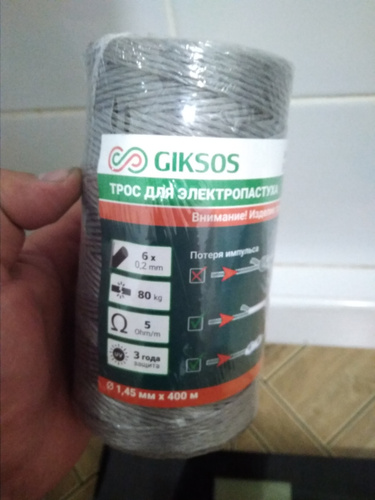 GIKSOS
ТРОС ДЛЯ ЭЛЕКТРОПАСТУХА
Внимание!
Потеря импульса
6 x
0,2 mm
80 kg
5
Ohm/m
3 года
защита
Ø 1,45 мм x 400 м